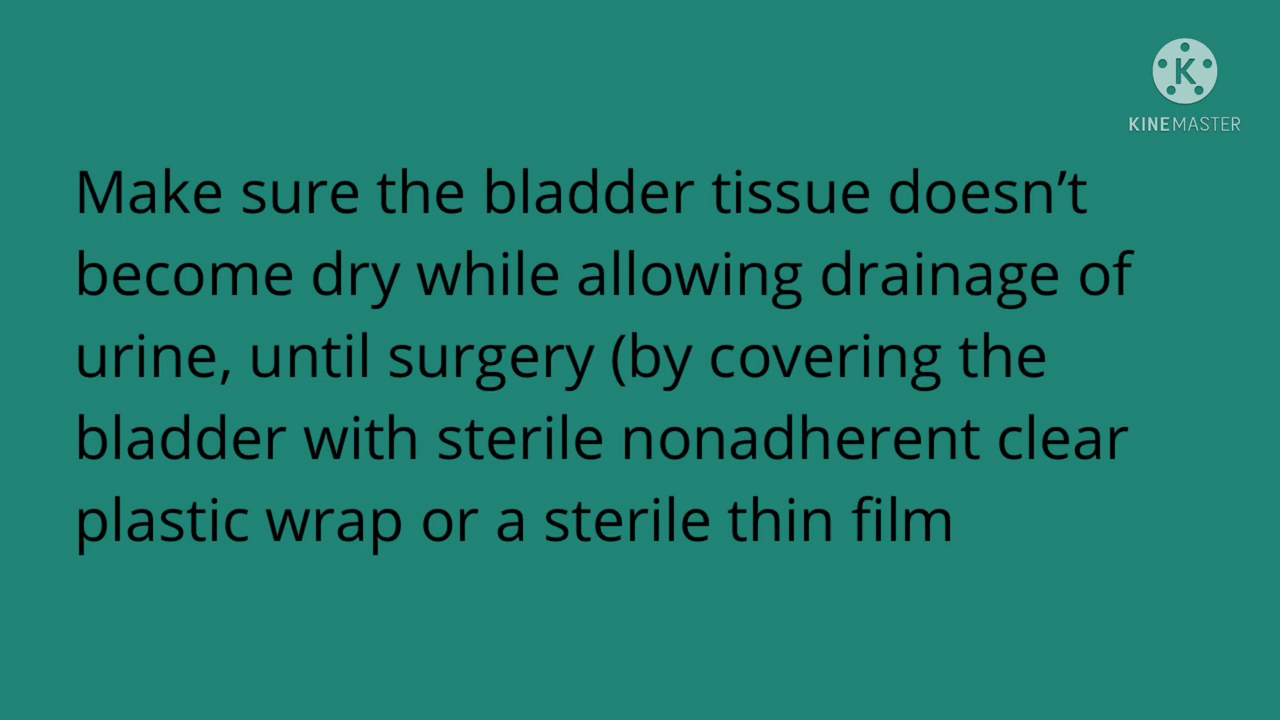 KINEMASTER
Make sure the bladder tissue doesn’t
become dry while allowing drainage of
urine, until surgery (by covering the
bladder with sterile nonadherent clear
plastic wrap or a sterile thin film